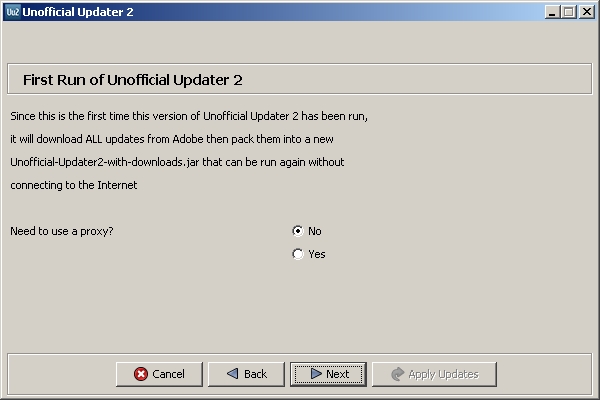 Uu2 Unofficial Updater 2
First Run of Unofficial Updater 2
Since this is the first time this version of Unofficial Updater 2 has been run,
it will download ALL updates from Adobe then pack them into a new
Unofficial-Updater2-with-downloads.jar that can be run again without
connecting to the Internet
Need to use a proxy? No
Yes
Cancel Back Next Apply Updates